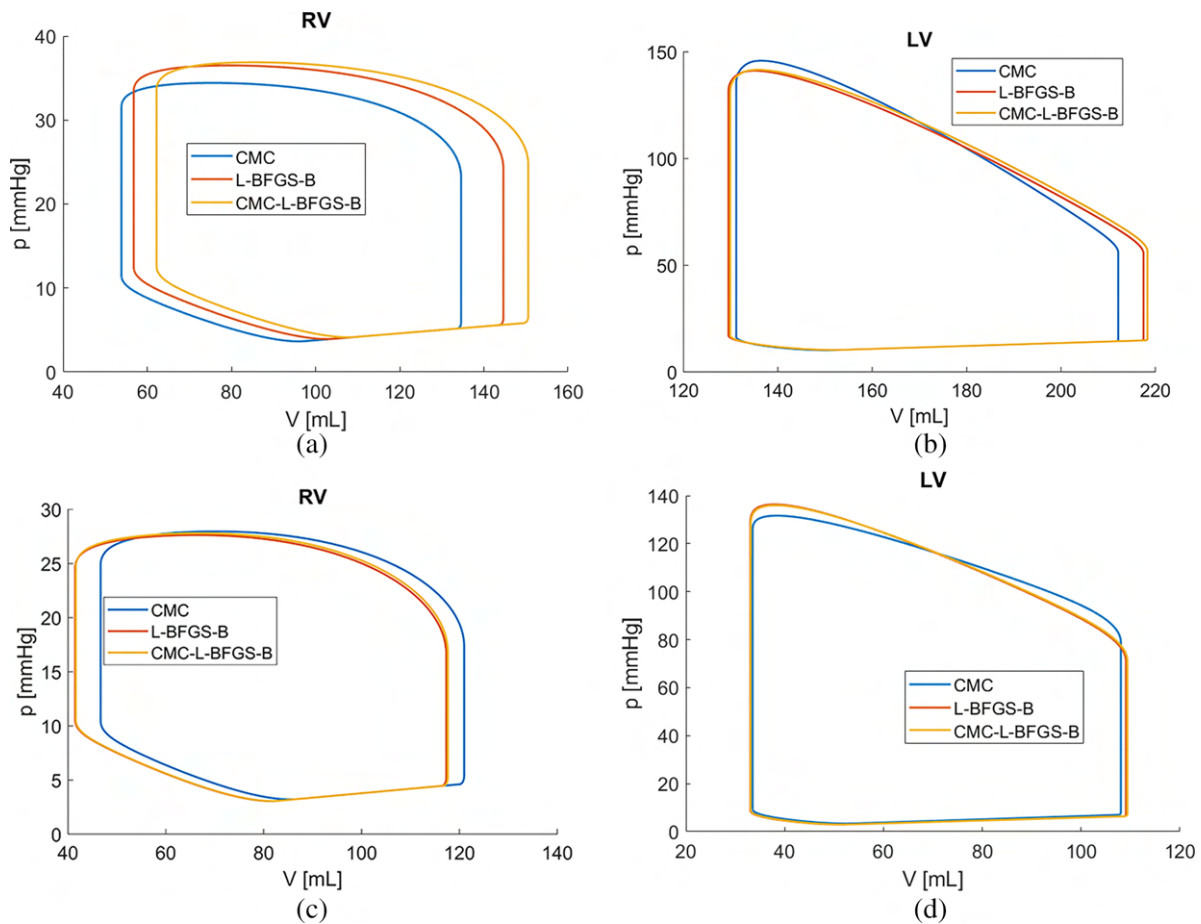 RV
40
30
20
10
0
p [mmHg]
CMC
L-BFGS-B
CMC-L-BFGS-B
40 60 80 100 120 140 160
V [mL]
(a)
LV
150
100
50
0
p [mmHg]
CMC
L-BFGS-B
CMC-L-BFGS-B
120 140 160 180 200 220
V [mL]
(b)
RV
30
25
20
15
10
5
0
p [mmHg]
CMC
L-BFGS-B
CMC-L-BFGS-B
40 60 80 100 120 140
V [mL]
(c)
LV
140
120
100
80
60
40
20
0
p [mmHg]
CMC
L-BFGS-B
CMC-L-BFGS-B
20 40 60 80 100 120
V [mL]
(d)